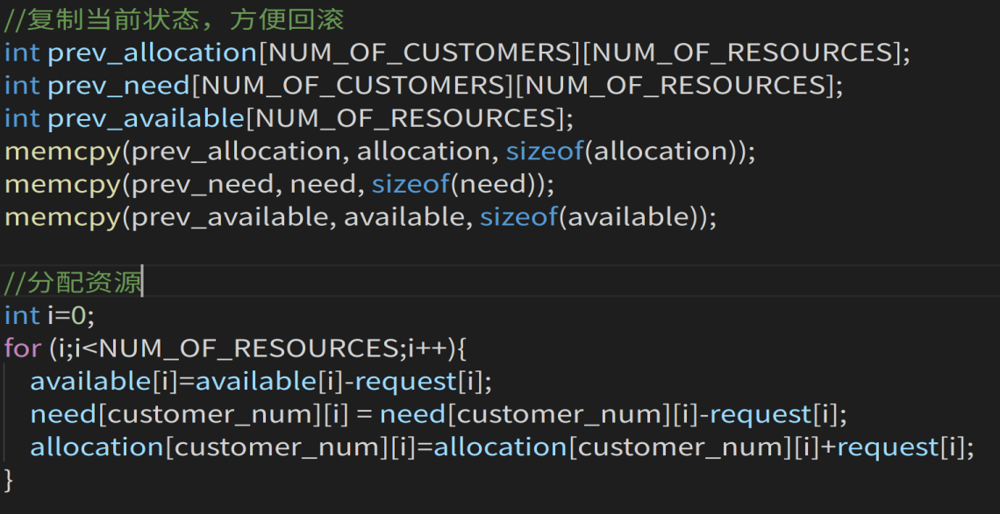 //复制当前状态，方便回滚
int prev_allocation[NUM_OF_CUSTOMERS][NUM_OF_RESOURCES];
int prev_need[NUM_OF_CUSTOMERS][NUM_OF_RESOURCES];
int prev_available[NUM_OF_RESOURCES];
memcpy(prev_allocation, allocation, sizeof(allocation));
memcpy(prev_need, need, sizeof(need));
memcpy(prev_available, available, sizeof(available));
//分配资源
int i=0;
for (i;i<NUM_OF_RESOURCES;i++){
available[i]=available[i]-request[i];
need[customer_num][i] = need[customer_num][i]-request[i];
allocation[customer_num][i]=allocation[customer_num][i]+request[i];
}